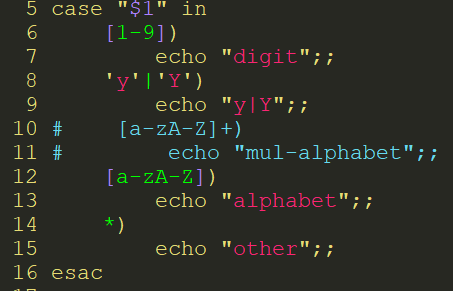 5 case "$1" in
6     [1-9])
7         echo "digit";;
8     'y'|'Y')
9         echo "y|Y";;
10 #    [a-zA-Z]+)
11 #        echo "mul-alphabet";;
12     [a-zA-Z])
13         echo "alphabet";;
14     *)
15         echo "other";;
16 esac